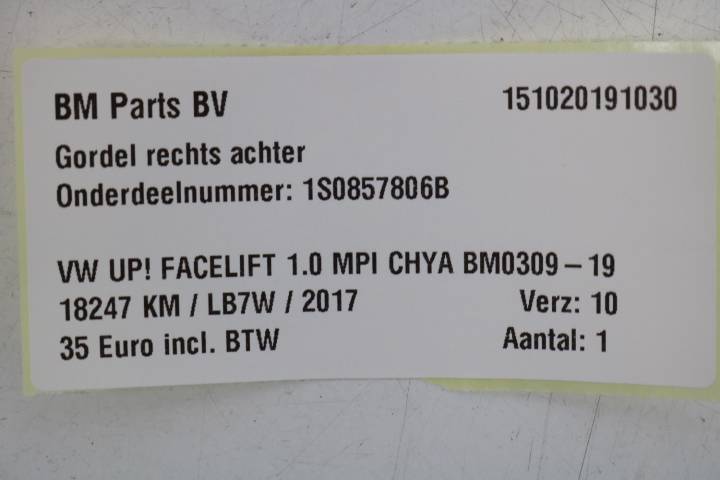 BM Parts BV 151020191030
Gordel rechts achter
Onderdeelnummer: 1S0857806B
VW UP! FACELIFT 1.0 MPI CHYA BM0309-19
18247 KM / LB7W / 2017 Verz: 10
35 Euro incl. BTW Aantal: 1